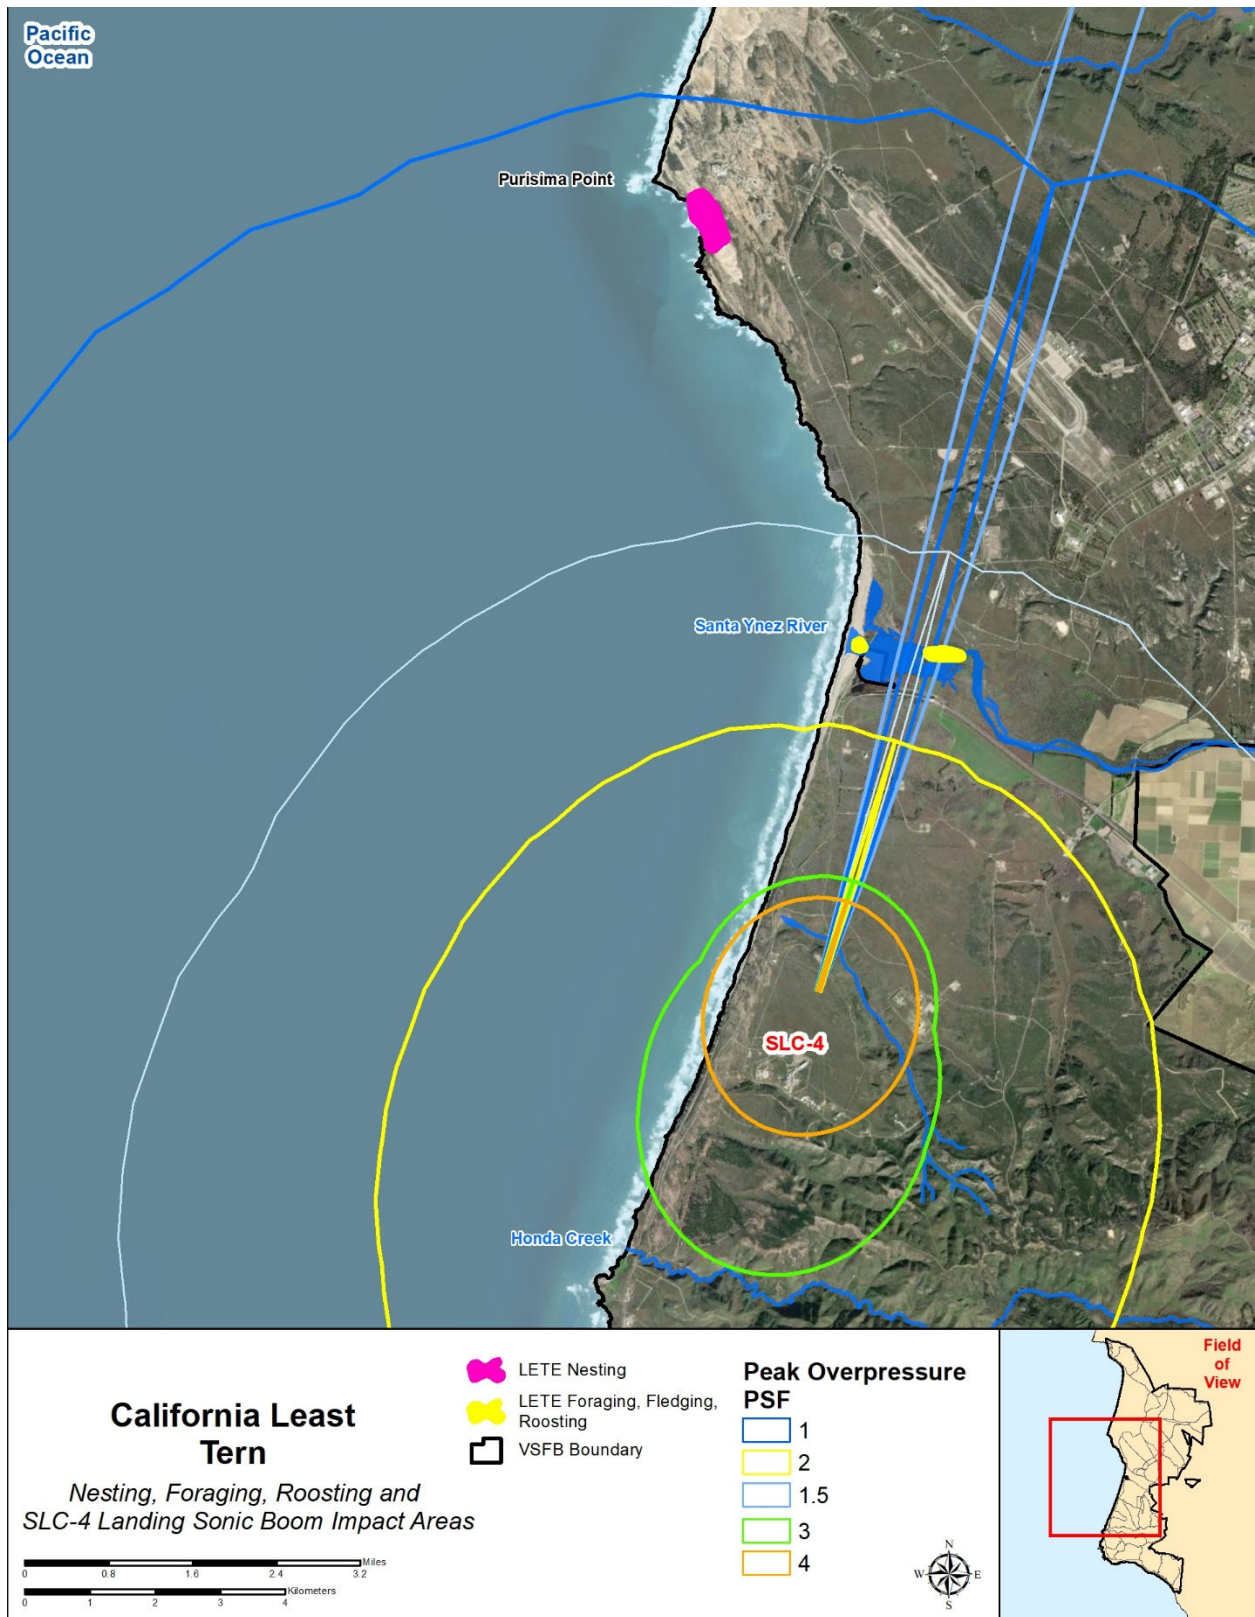 Pacific
Ocean
Purisima Point
Santa Ynez River
SLC-4
Honda Creek
California Least
Tern
Nesting, Foraging, Roosting and
SLC-4 Landing Sonic Boom Impact Areas
0 0.8 1.6 2.4 3.2 Miles
0 1 2 3 4 Kilometers
LETE Nesting
LETE Foraging, Fledging,
Roosting
VSFB Boundary
Peak Overpressure
PSF
1
2
1.5
3
4
N
W E
S
Field
of
View